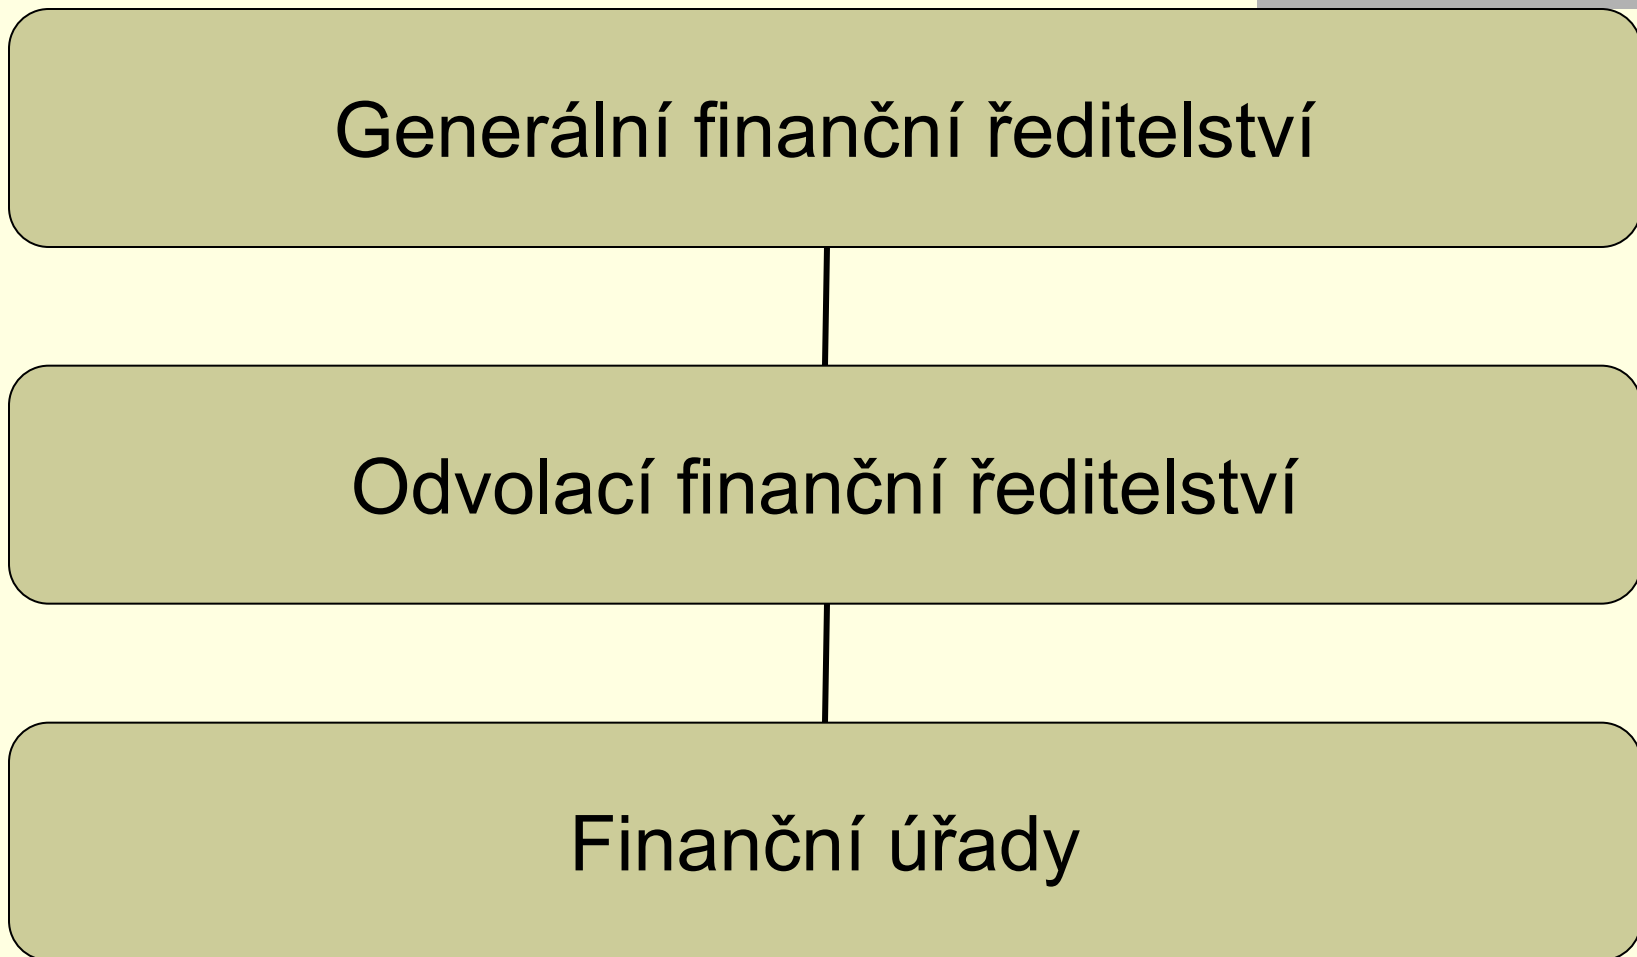 Generální finanční ředitelství
Odvolací finanční ředitelství
Finanční úřady